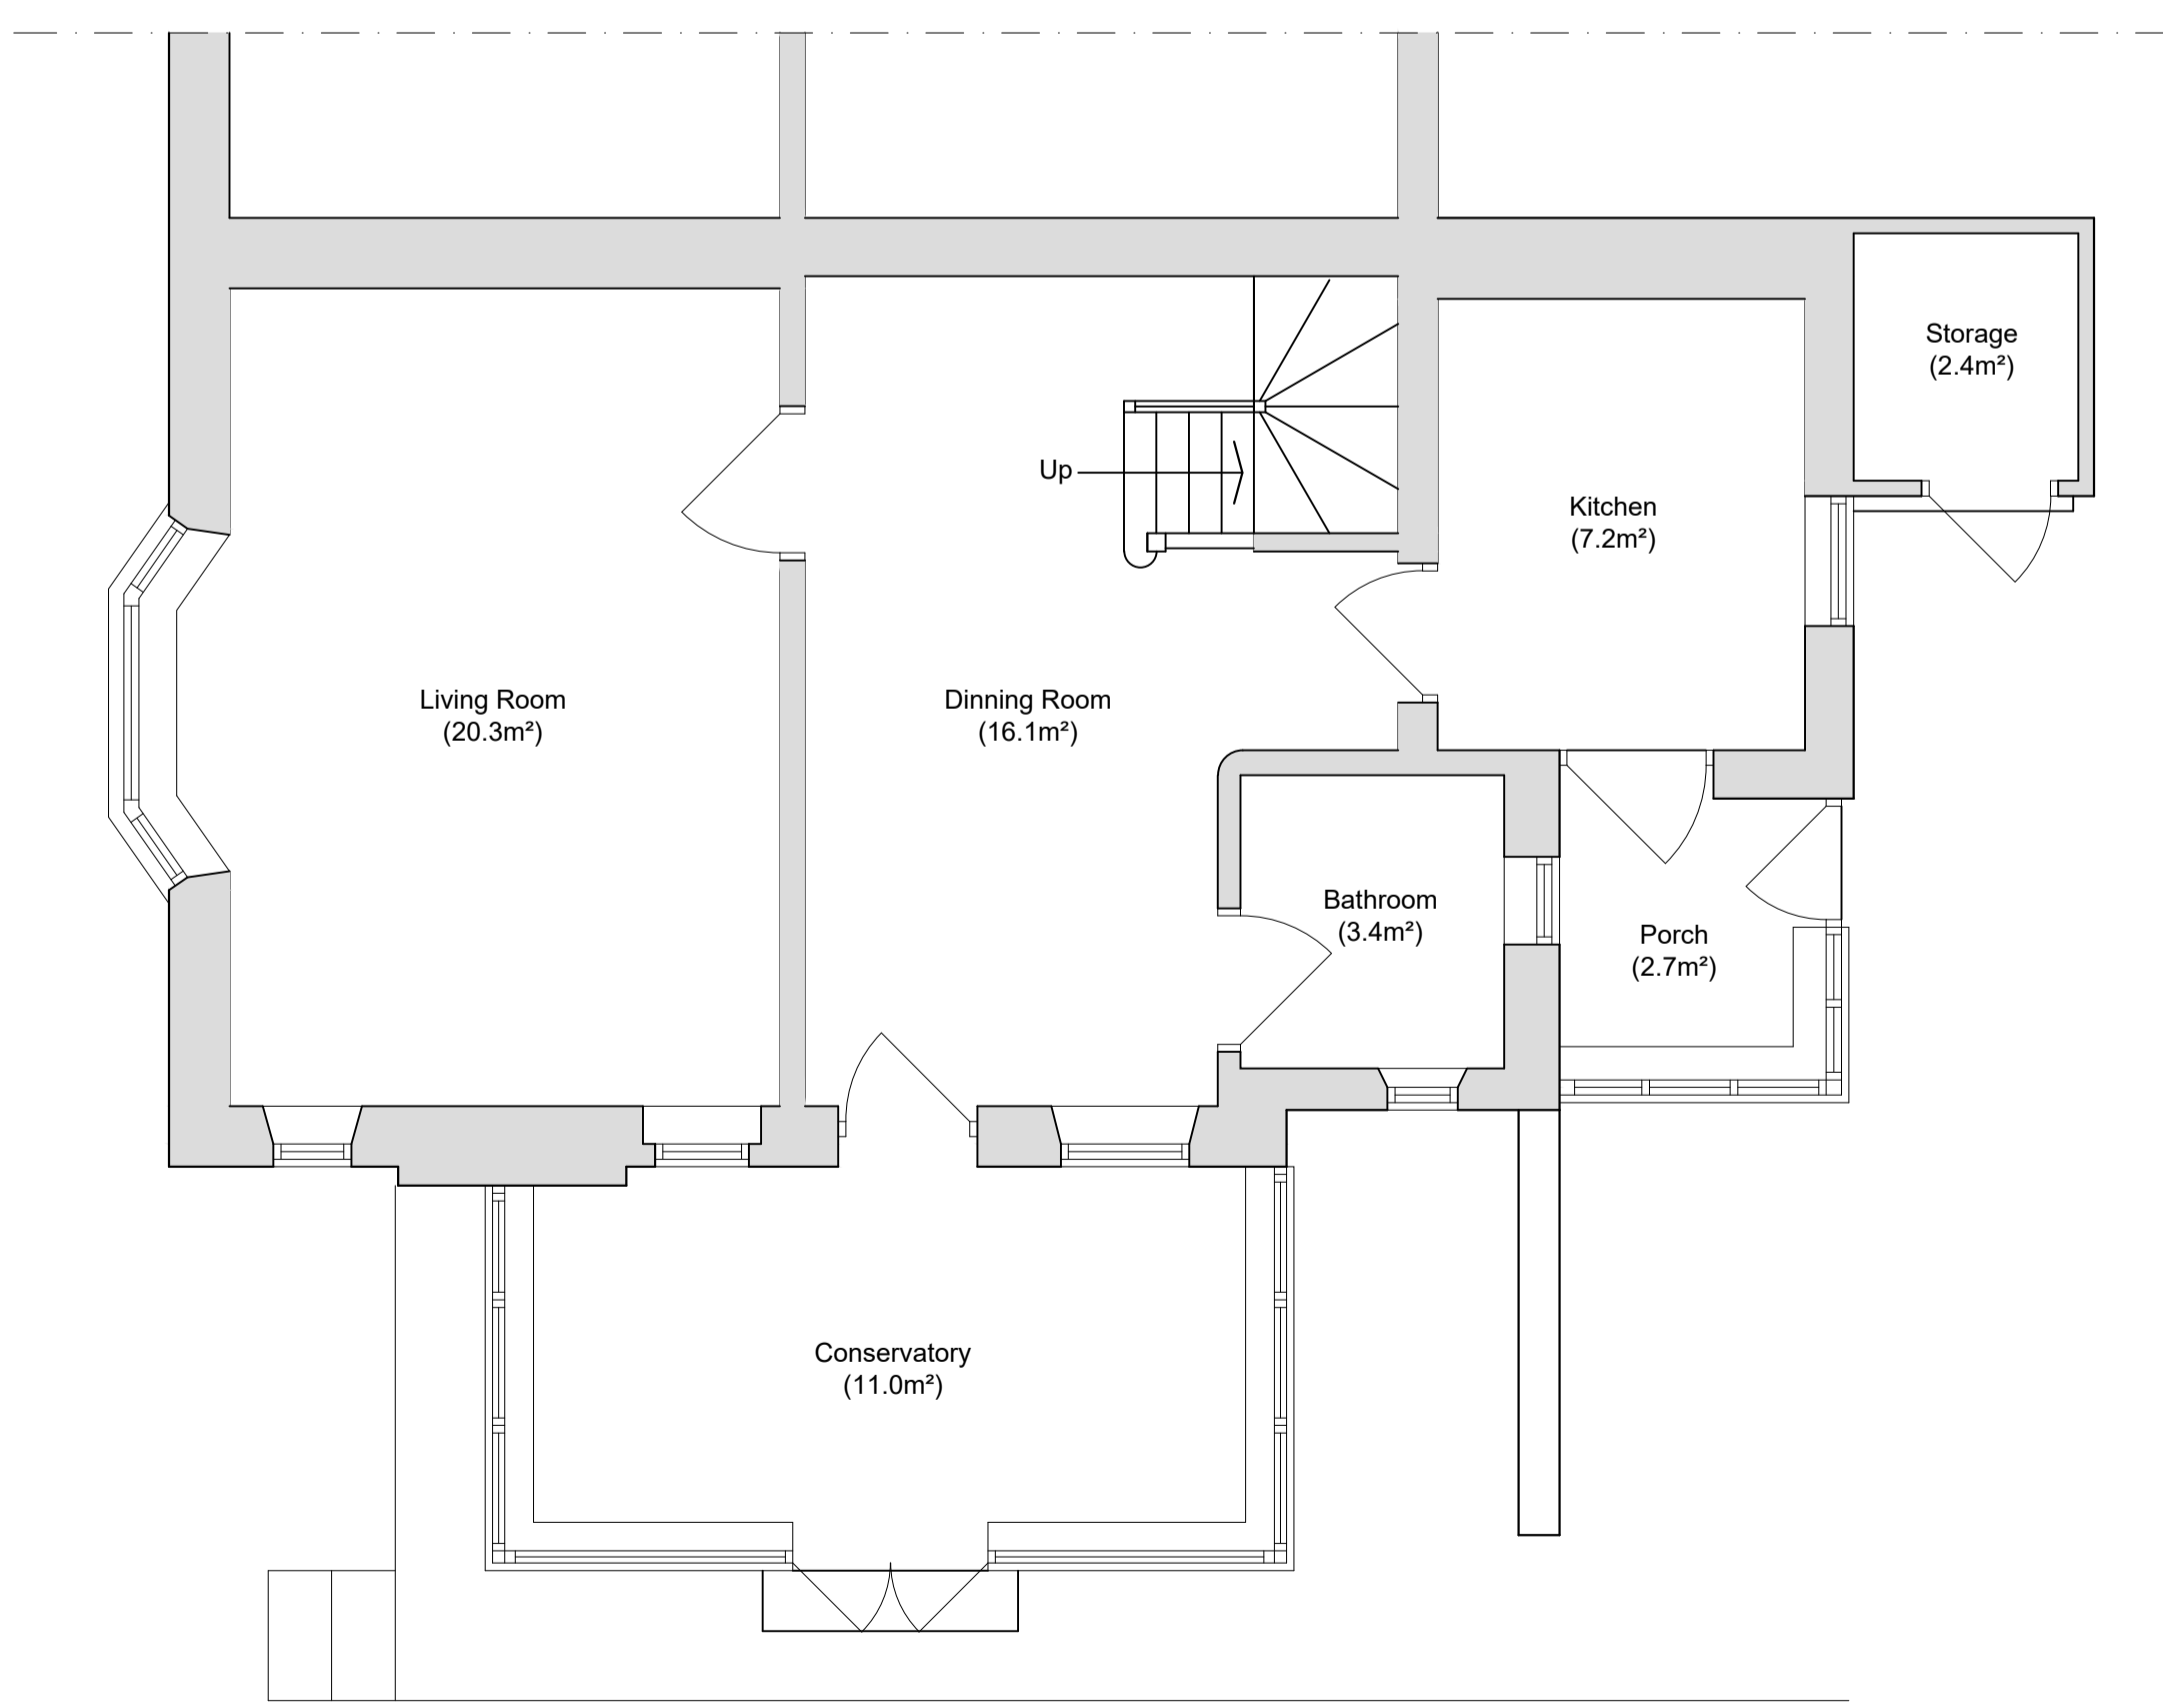 Storage
(2.4m²)
Up
Kitchen
(7.2m²)
Living Room
(20.3m²)
Dinning Room
(16.1m²)
Bathroom
(3.4m²)
Porch
(2.7m²)
Conservatory
(11.0m²)